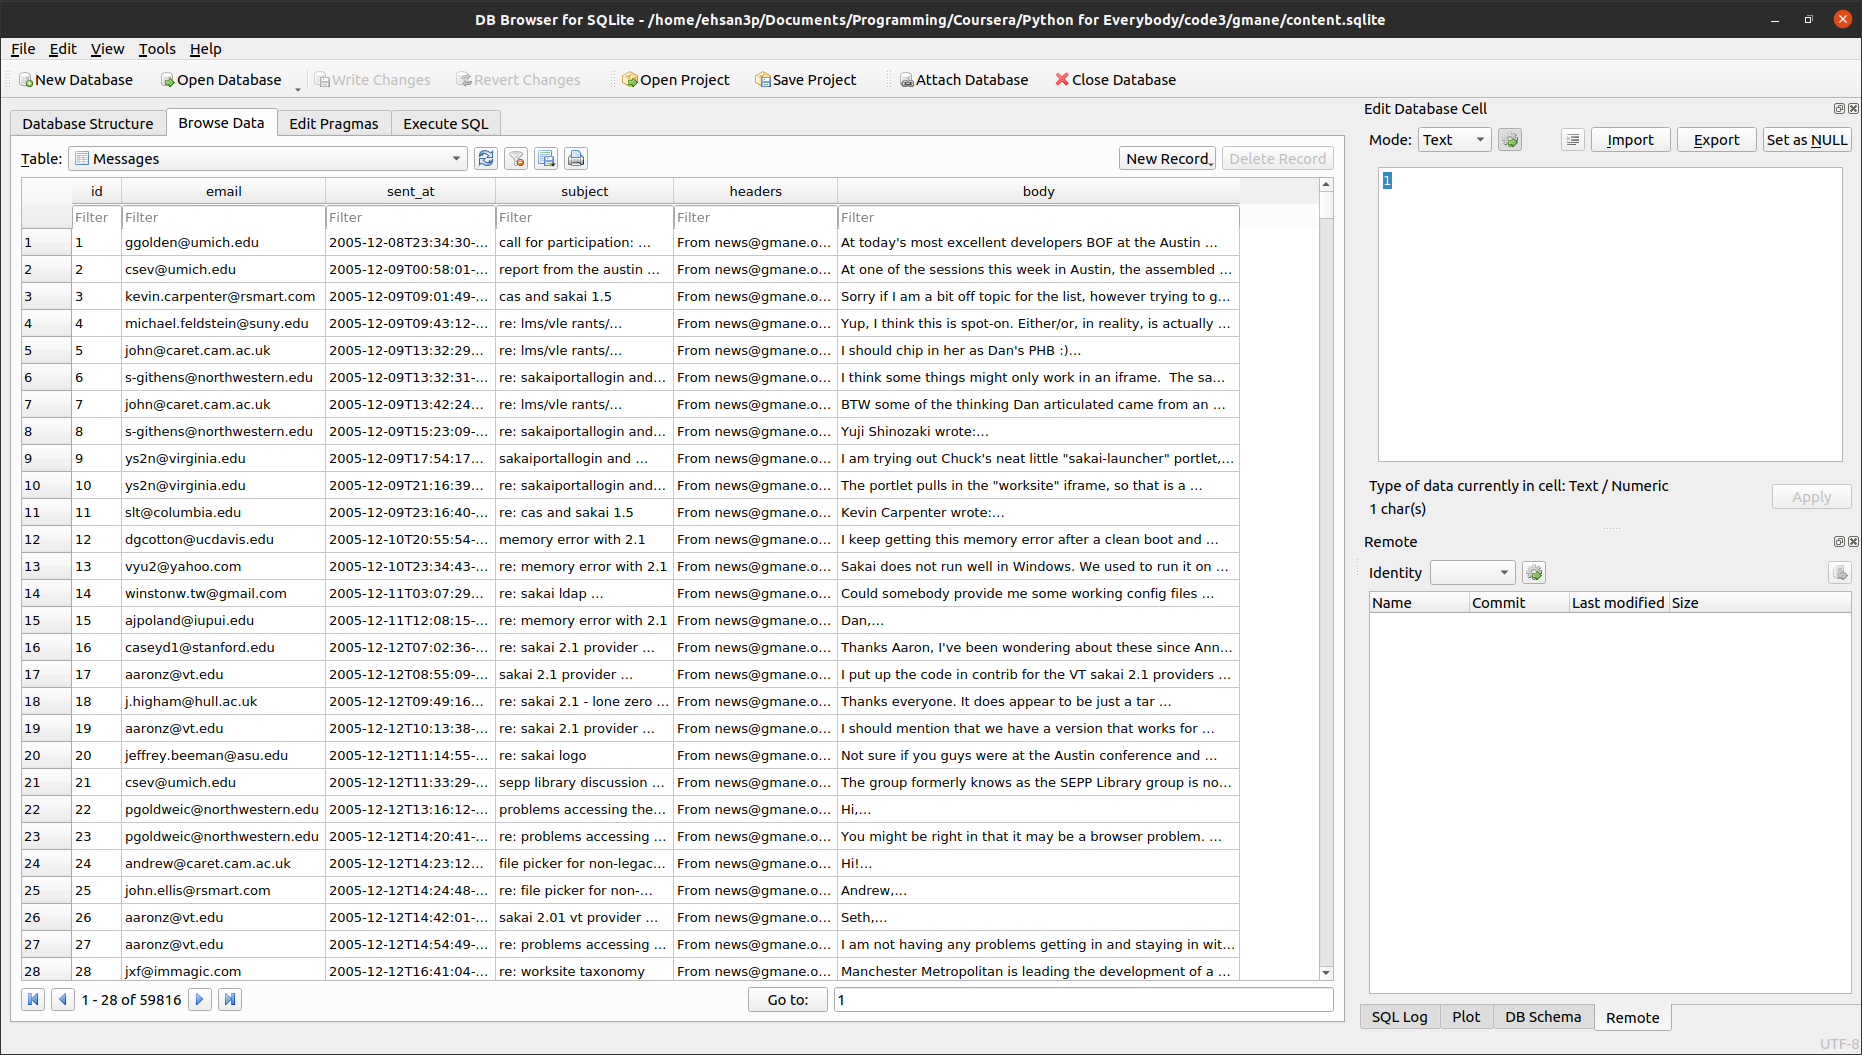 DB Browser for SQLite - /home/ehsan3p/Documents/Programming/Coursera/Python for Everybody/code3/gmane/content.sqlite
File Edit View Tools Help
New Database Open Database Write Changes Revert Changes Open Project Save Project Attach Database Close Database
Database Structure Browse Data Edit Pragmas Execute SQL
Table: Messages New Record Delete Record
id email sent_at subject headers body
Filter Filter Filter Filter Filter Filter
1 1 ggolden@umich.edu 2005-12-08T23:34:30-... call for participation: ... From news@gmane.o... At today's most excellent developers BOF at the Austin ...
2 2 csev@umich.edu 2005-12-09T00:58:01-... report from the austin ... From news@gmane.o... At one of the sessions this week in Austin, the assembled ...
3 3 kevin.carpenter@rsmart.com 2005-12-09T09:01:49-... cas and sakai 1.5 From news@gmane.o... Sorry if I am a bit off topic for the list, however trying to g...
4 4 michael.feldstein@suny.edu 2005-12-09T09:43:12-... re: lms/vle rants/... From news@gmane.o... Yup, I think this is spot-on. Either/or, in reality, is actually ...
5 5 john@caret.cam.ac.uk 2005-12-09T13:32:29... re: lms/vle rants/... From news@gmane.o... I should chip in her as Dan's PHB :)...
6 6 s-githens@northwestern.edu 2005-12-09T13:32:31-... re: sakaiportallogin and... From news@gmane.o... I think some things might only work in an iframe.  The sa...
7 7 john@caret.cam.ac.uk 2005-12-09T13:42:24... re: lms/vle rants/... From news@gmane.o... BTW some of the thinking Dan articulated came from an ...
8 8 s-githens@northwestern.edu 2005-12-09T15:23:09-... re: sakaiportallogin and... From news@gmane.o... Yuji Shinozaki wrote:...
9 9 ys2n@virginia.edu 2005-12-09T17:54:17... sakaiportallogin and ... From news@gmane.o... I am trying out Chuck's neat little "sakai-launcher" portlet,...
10 10 ys2n@virginia.edu 2005-12-09T21:16:39... re: sakaiportallogin and... From news@gmane.o... The portlet pulls in the "worksite" iframe, so that is a ...
11 11 slt@columbia.edu 2005-12-09T23:16:40-... re: cas and sakai 1.5 From news@gmane.o... Kevin Carpenter wrote:...
12 12 dgcotton@ucdavis.edu 2005-12-10T20:55:54-... memory error with 2.1 From news@gmane.o... I keep getting this memory error after a clean boot and ...
13 13 vyu2@yahoo.com 2005-12-10T23:34:43-... re: memory error with 2.1 From news@gmane.o... Sakai does not run well in Windows. We used to run it on ...
14 14 winstonw.tw@gmail.com 2005-12-11T03:07:29... re: sakai ldap ... From news@gmane.o... Could somebody provide me some working config files ...
15 15 ajpoland@iupui.edu 2005-12-11T12:08:15-... re: memory error with 2.1 From news@gmane.o... Dan,...
16 16 caseyd1@stanford.edu 2005-12-12T07:02:36-... re: sakai 2.1 provider ... From news@gmane.o... Thanks Aaron, I've been wondering about these since Ann...
17 17 aaronz@vt.edu 2005-12-12T08:55:09-... sakai 2.1 provider ... From news@gmane.o... I put up the code in contrib for the VT sakai 2.1 providers ...
18 18 j.higham@hull.ac.uk 2005-12-12T09:49:16... re: sakai 2.1 - lone zero ... From news@gmane.o... Thanks everyone. It does appear to be just a tar ...
19 19 aaronz@vt.edu 2005-12-12T10:13:38-... re: sakai 2.1 provider ... From news@gmane.o... I should mention that we have a version that works for ...
20 20 jeffrey.beeman@asu.edu 2005-12-12T11:14:55-... re: sakai logo From news@gmane.o... Not sure if you guys were at the Austin conference and ...
21 21 csev@umich.edu 2005-12-12T11:33:29-... sepp library discussion ... From news@gmane.o... The group formerly knows as the SEPP Library group is no...
22 22 pgoldweic@northwestern.edu 2005-12-12T13:16:12-... problems accessing the... From news@gmane.o... Hi,...
23 23 pgoldweic@northwestern.edu 2005-12-12T14:20:41-... re: problems accessing ... From news@gmane.o... You might be right in that it may be a browser problem. ...
24 24 andrew@caret.cam.ac.uk 2005-12-12T14:23:12... file picker for non-legac... From news@gmane.o... Hi!...
25 25 john.ellis@rsmart.com 2005-12-12T14:24:48-... re: file picker for non-... From news@gmane.o... Andrew,...
26 26 aaronz@vt.edu 2005-12-12T14:42:01-... sakai 2.01 vt provider ... From news@gmane.o... Seth,...
27 27 aaronz@vt.edu 2005-12-12T14:54:49-... re: problems accessing ... From news@gmane.o... I am not having any problems getting in and staying in wit...
28 28 jxf@immagic.com 2005-12-12T16:41:04-... re: worksite taxonomy From news@gmane.o... Manchester Metropolitan is leading the development of a ...
1 - 28 of 59816 Go to: 1
Edit Database Cell
Mode: Text Import Export Set as NULL
1
Type of data currently in cell: Text / Numeric
1 char(s)
Apply
Remote
Identity
Name Commit Last modified Size
SQL Log Plot DB Schema Remote
UTF-8